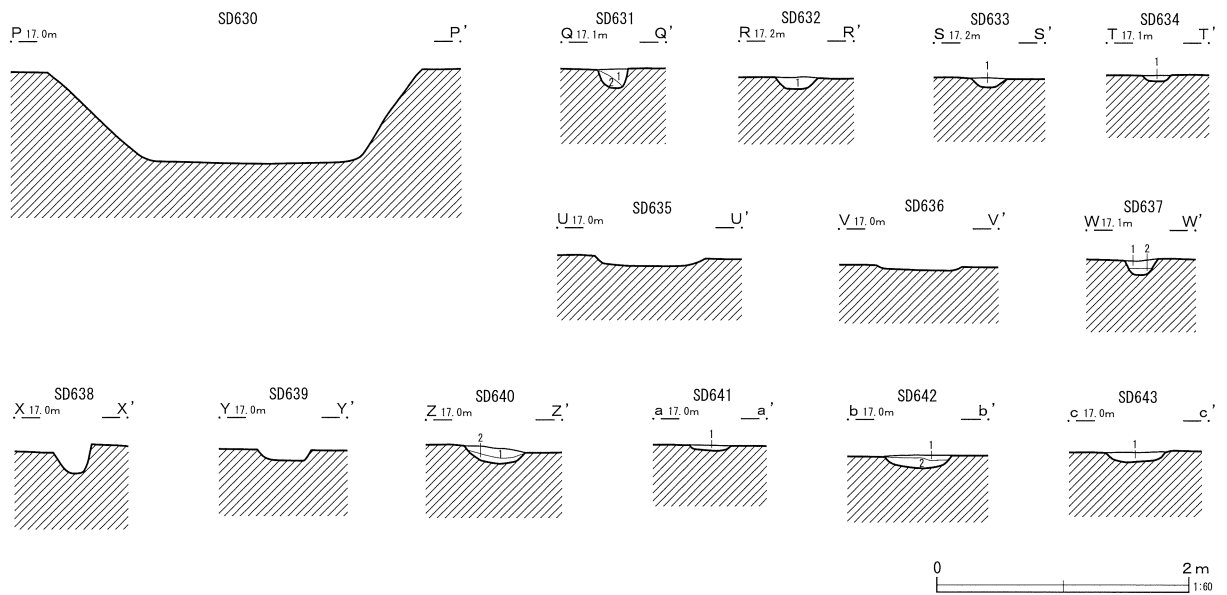 SD630
P 17.0m P'
SD631
Q 17.1m Q'
1
2
SD632
R 17.2m R'
1
SD633
S 17.2m S'
1
SD634
T 17.1m T'
1
SD635
U 17.0m U'
SD636
V 17.0m V'
SD637
W 17.1m W'
1 2
SD638
X 17.0m X'
SD639
Y 17.0m Y'
SD640
Z 17.0m Z'
2
1
SD641
a 17.0m a'
1
SD642
b 17.0m b'
1
2
SD643
c 17.0m c'
1
0 2m
1:60